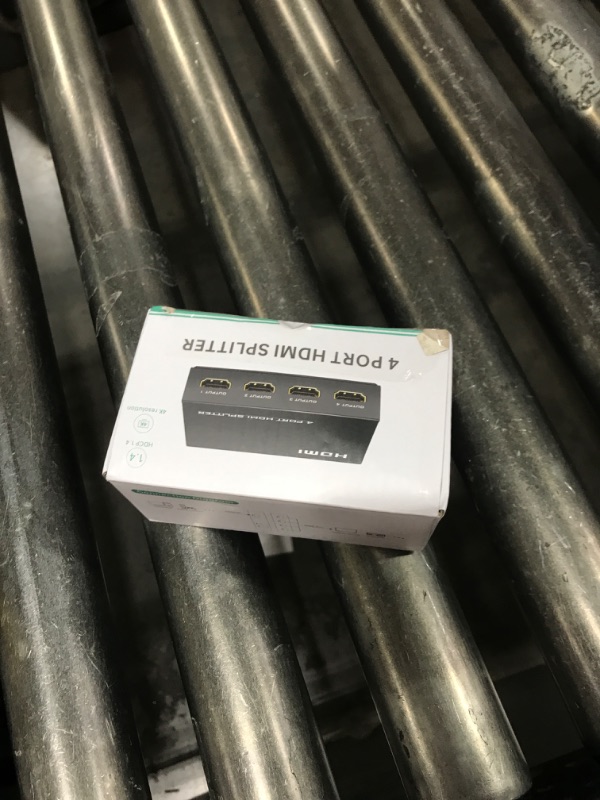 4 PORT HDMI SPLITTER
HDMI
4 PORT HDMI SPLITTER
OUTPUT 4
OUTPUT 3
OUTPUT 2
OUTPUT 1
1.4
HDCP 1.4
4K resolution